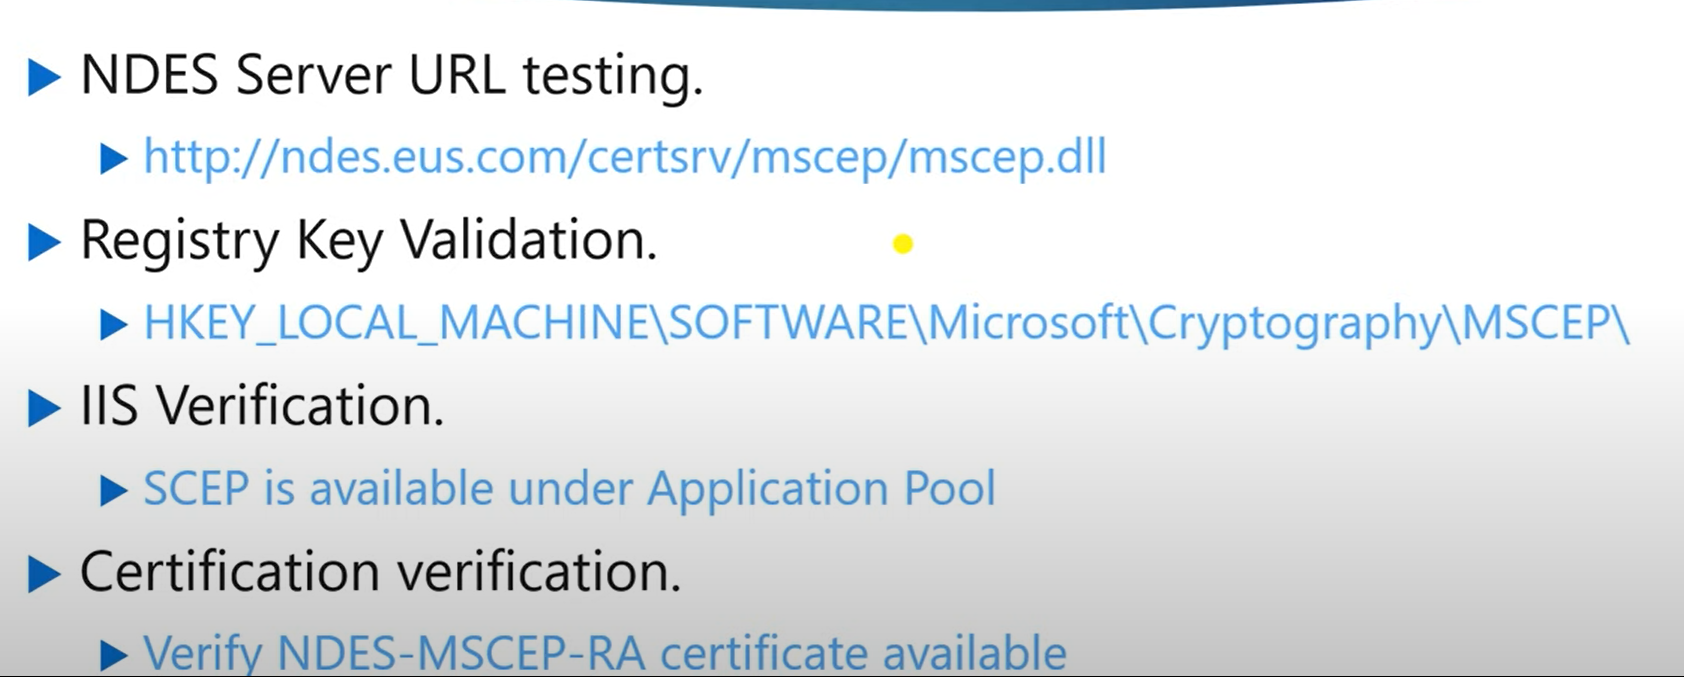 NDES Server URL testing.
http://ndes.eus.com/certsrv/mscep/mscep.dll
Registry Key Validation.
HKEY_LOCAL_MACHINE\SOFTWARE\Microsoft\Cryptography\MSCEP\
IIS Verification.
SCEP is available under Application Pool
Certification verification.
Verify NDES-MSCEP-RA certificate available